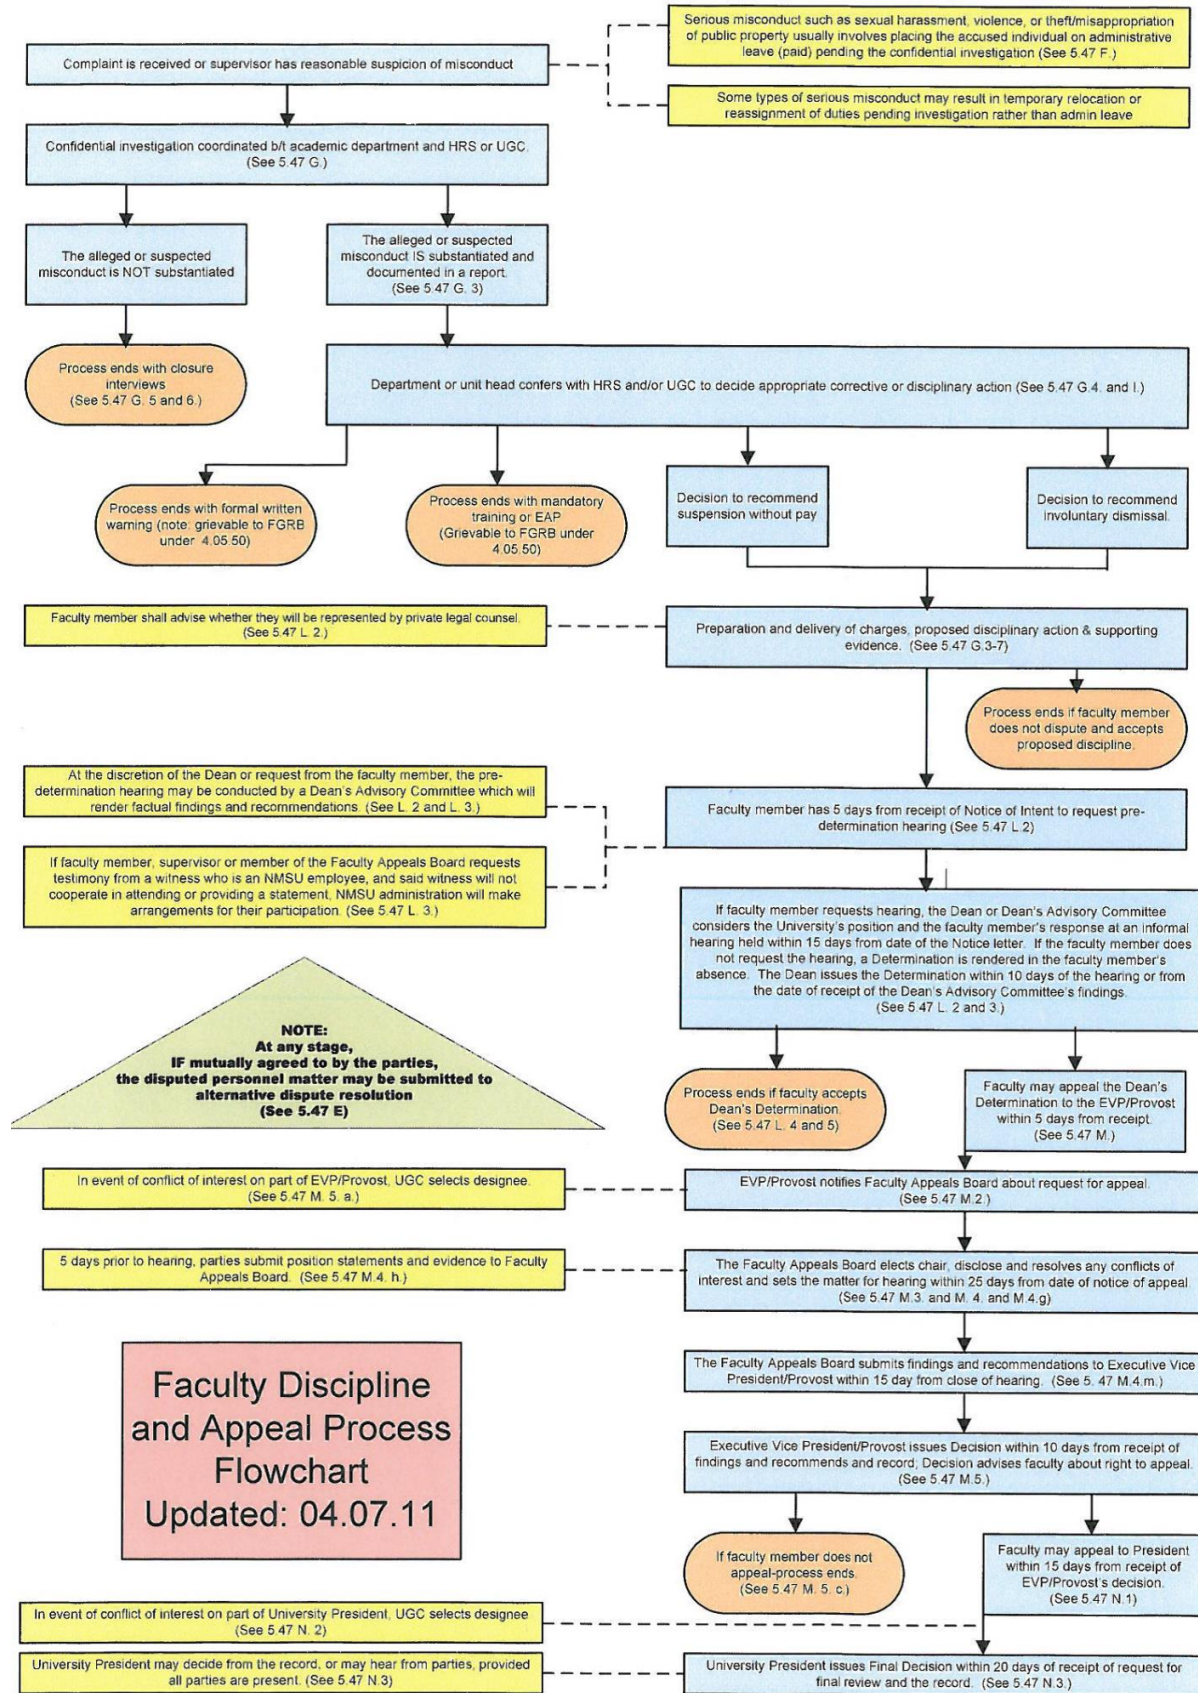 Serious misconduct such as sexual harassment, violence, or theft/misappropriation
of public property usually involves placing the accused individual on administrative
leave (paid) pending the confidential investigation (See 5.47 F.)
Complaint is received or supervisor has reasonable suspicion of misconduct
Some types of serious misconduct may result in temporary relocation or
reassignment of duties pending investigation rather than admin leave
Confidential investigation coordinated b/t academic department and HRS or UGC.
(See 5.47 G.)
The alleged or suspected
misconduct is NOT substantiated
The alleged or suspected
misconduct IS substantiated and
documented in a report.
(See 5.47 G. 3)
Process ends with closure
interviews
(See 5.47 G. 5 and 6.)
Department or unit head confers with HRS and/or UGC to decide appropriate corrective or disciplinary action (See 5.47 G.4. and I.)
Process ends with formal written
warning (note: grievable to FGRB
under 4.05.50)
Process ends with mandatory
training or EAP
(Grievable to FGRB under
4.05.50)
Decision to recommend
suspension without pay
Decision to recommend
involuntary dismissal.
Faculty member shall advise whether they will be represented by private legal counsel.
(See 5.47 L. 2.)
Preparation and delivery of charges, proposed disciplinary action & supporting
evidence. (See 5.47 G.3-7)
Process ends if faculty member
does not dispute and accepts
proposed discipline.
At the discretion of the Dean or request from the faculty member, the pre-
determination hearing may be conducted by a Dean's Advisory Committee which will
render factual findings and recommendations. (See L. 2 and L. 3.)
Faculty member has 5 days from receipt of Notice of Intent to request pre-
determination hearing (See 5.47 L.2)
If faculty member, supervisor or member of the Faculty Appeals Board requests
testimony from a witness who is an NMSU employee, and said witness will not
cooperate in attending or providing a statement, NMSU administration will make
arrangements for their participation. (See 5.47 L. 3.)
If faculty member requests hearing, the Dean or Dean's Advisory Committee
considers the University's position and the faculty member's response at an informal
hearing held within 15 days from date of the Notice letter. If the faculty member does
not request the hearing, a Determination is rendered in the faculty member's
absence. The Dean issues the Determination within 10 days of the hearing or from
the date of receipt of the Dean's Advisory Committee's findings.
(See 5.47 L. 2 and 3.)
NOTE:
At any stage,
IF mutually agreed to by the parties,
the disputed personnel matter may be submitted to
alternative dispute resolution
(See 5.47 E)
Process ends if faculty accepts
Dean's Determination.
(See 5.47 L. 4 and 5)
Faculty may appeal the Dean's
Determination to the EVP/Provost
within 5 days from receipt.
(See 5.47 M.)
In event of conflict of interest on part of EVP/Provost, UGC selects designee.
(See 5.47 M. 5. a.)
EVP/Provost notifies Faculty Appeals Board about request for appeal.
(See 5.47 M.2.)
5 days prior to hearing, parties submit position statements and evidence to Faculty
Appeals Board. (See 5.47 M.4. h.)
The Faculty Appeals Board elects chair, disclose and resolves any conflicts of
interest and sets the matter for hearing within 25 days from date of notice of appeal.
(See 5.47 M.3. and M. 4. and M.4.g)
The Faculty Appeals Board submits findings and recommendations to Executive Vice
President/Provost within 15 day from close of hearing. (See 5. 47 M.4.m.)
Faculty Discipline
and Appeal Process
Flowchart
Updated: 04.07.11
Executive Vice President/Provost issues Decision within 10 days from receipt of
findings and recommends and record; Decision advises faculty about right to appeal.
(See 5.47 M.5.)
If faculty member does not
appeal-process ends.
(See 5.47 M. 5. c.)
Faculty may appeal to President
within 15 days from receipt of
EVP/Provost's decision.
(See 5.47 N.1)
In event of conflict of interest on part of University President, UGC selects designee
(See 5.47 N. 2)
University President may decide from the record, or may hear from parties, provided
all parties are present. (See 5.47 N.3)
University President issues Final Decision within 20 days of receipt of request for
final review and the record. (See 5.47 N.3.)